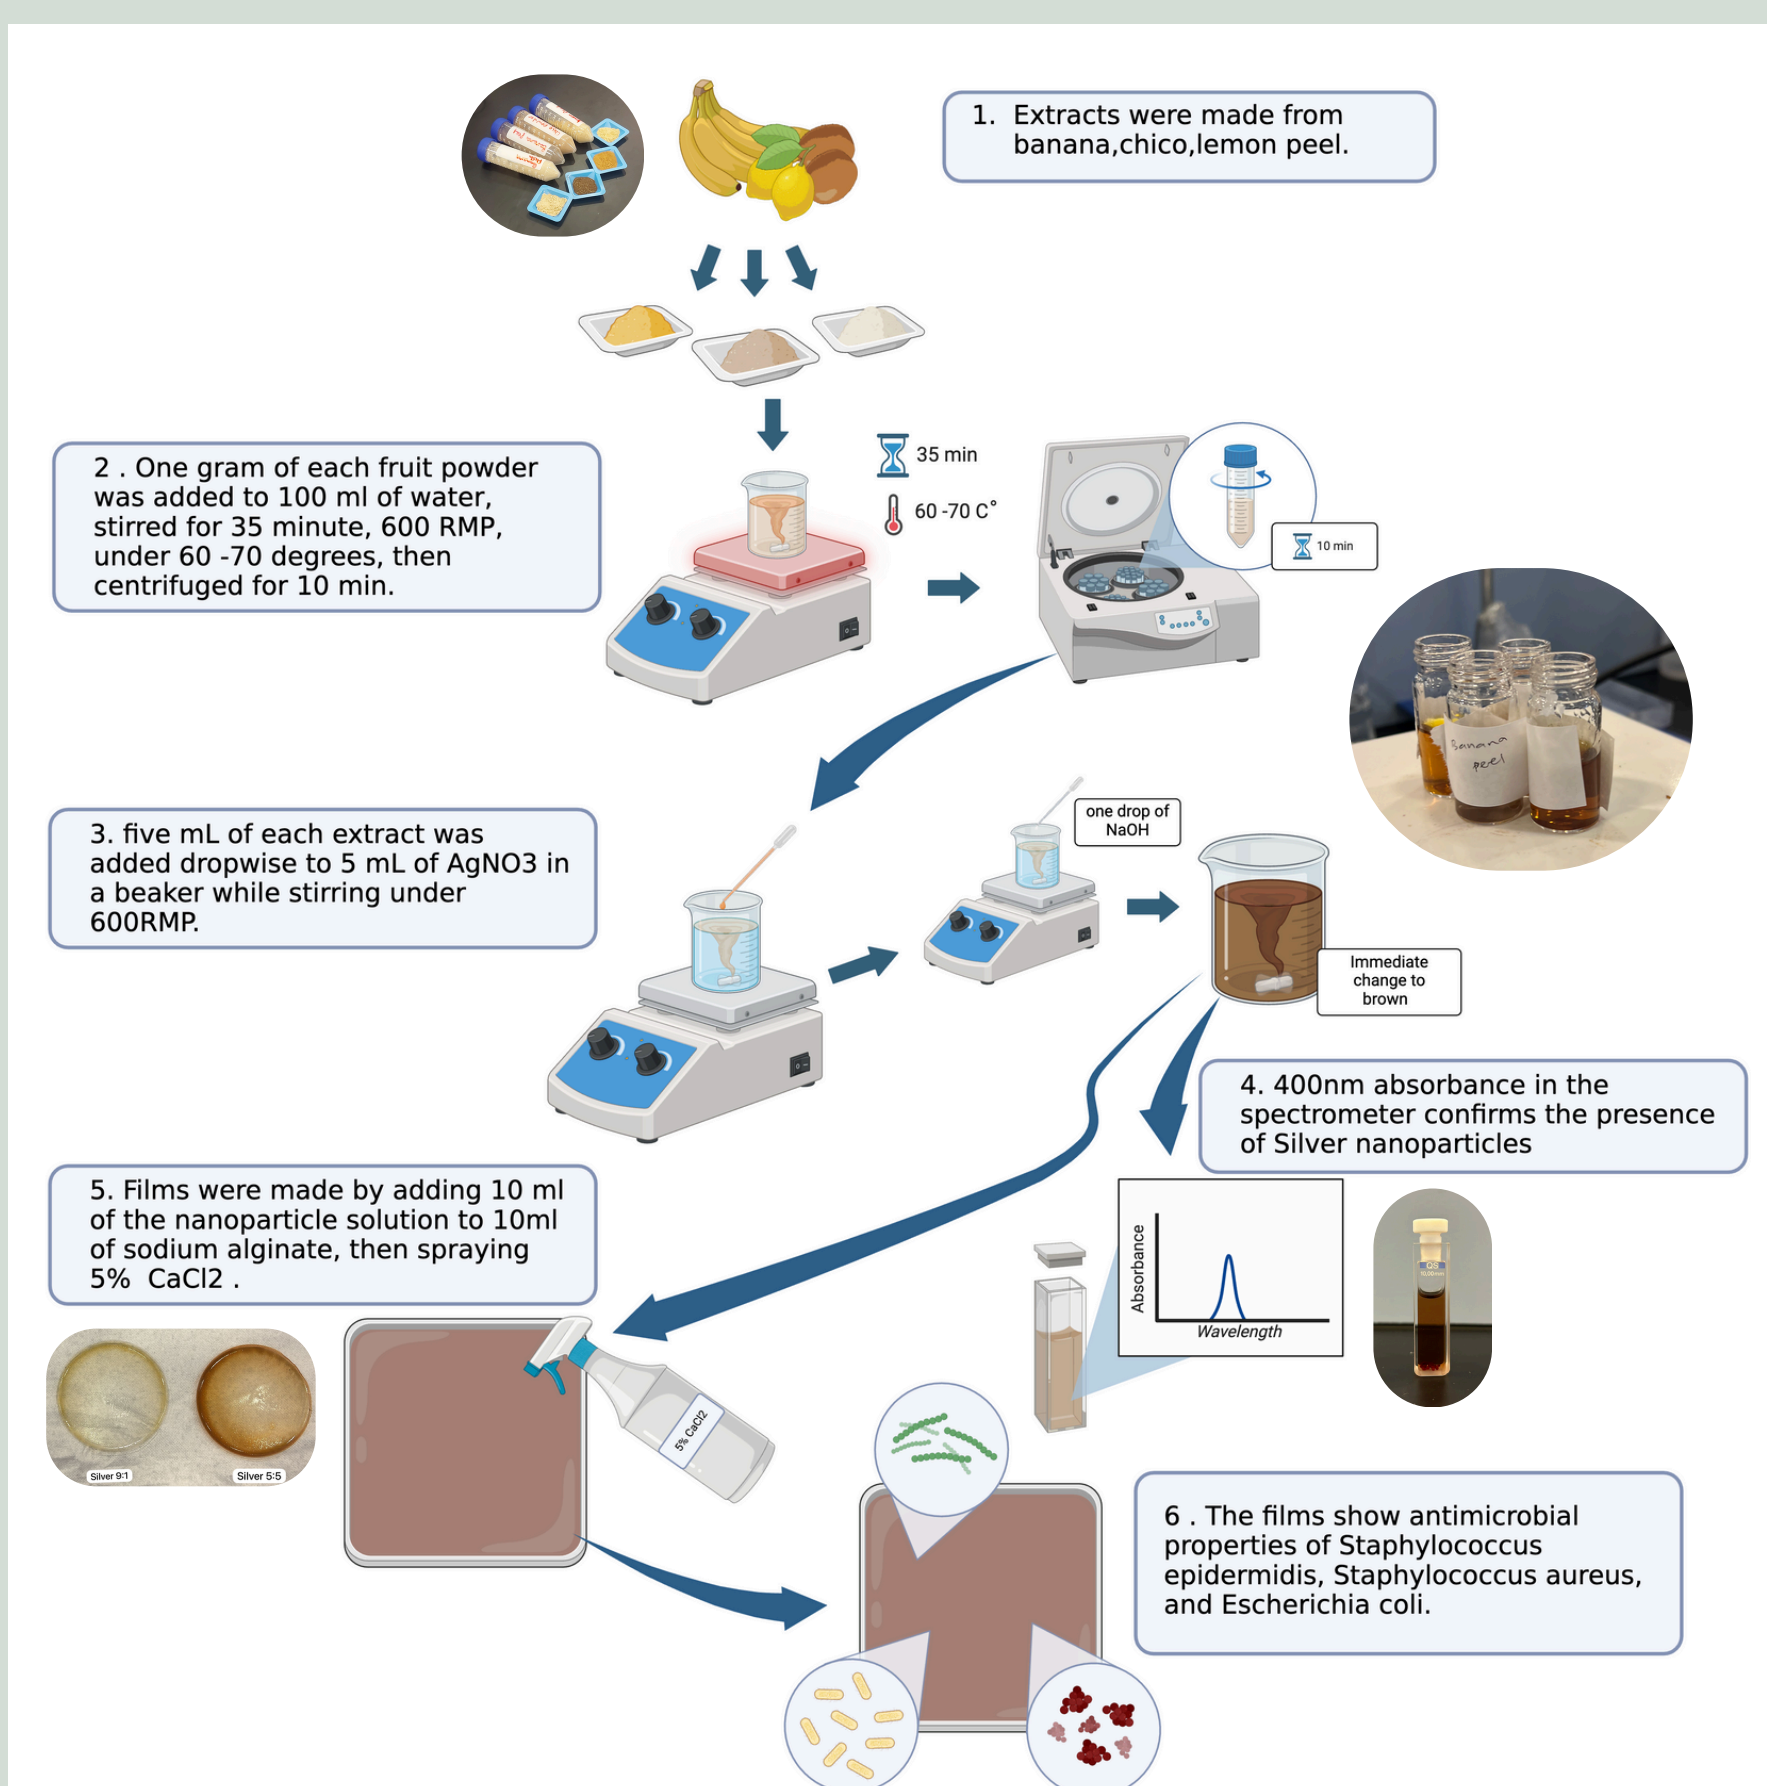 1.  Extracts were made from
banana,chico,lemon peel.
2 . One gram of each fruit powder
was added to 100 ml of water,
stirred for 35 minute, 600 RMP,
under 60 -70 degrees, then
centrifuged for 10 min.
35 min
60 -70 C°
10 min
Banana
peel
3. five mL of each extract was
added dropwise to 5 mL of AgNO3 in
a beaker while stirring under
600RMP.
one drop of
NaOH
Immediate
change to
brown
4. 400nm absorbance in the
spectrometer confirms the presence
of Silver nanoparticles
5. Films were made by adding 10 ml
of the nanoparticle solution to 10ml
of sodium alginate, then spraying
5%  CaCl2 .
Absorbance
Wavelength
QS
10.00mm
5% CaCl2
Silver 9:1
Silver 5:5
6 . The films show antimicrobial
properties of Staphylococcus
epidermidis, Staphylococcus aureus,
and Escherichia coli.